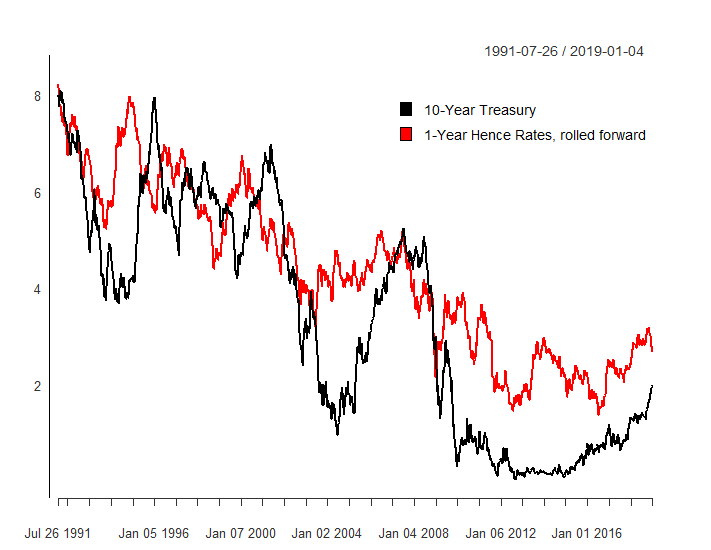 1991-07-26 / 2019-01-04
10-Year Treasury
1-Year Hence Rates, rolled forward
8
6
4
2
Jul 26 1991 Jan 05 1996 Jan 07 2000 Jan 02 2004 Jan 04 2008 Jan 06 2012 Jan 01 2016